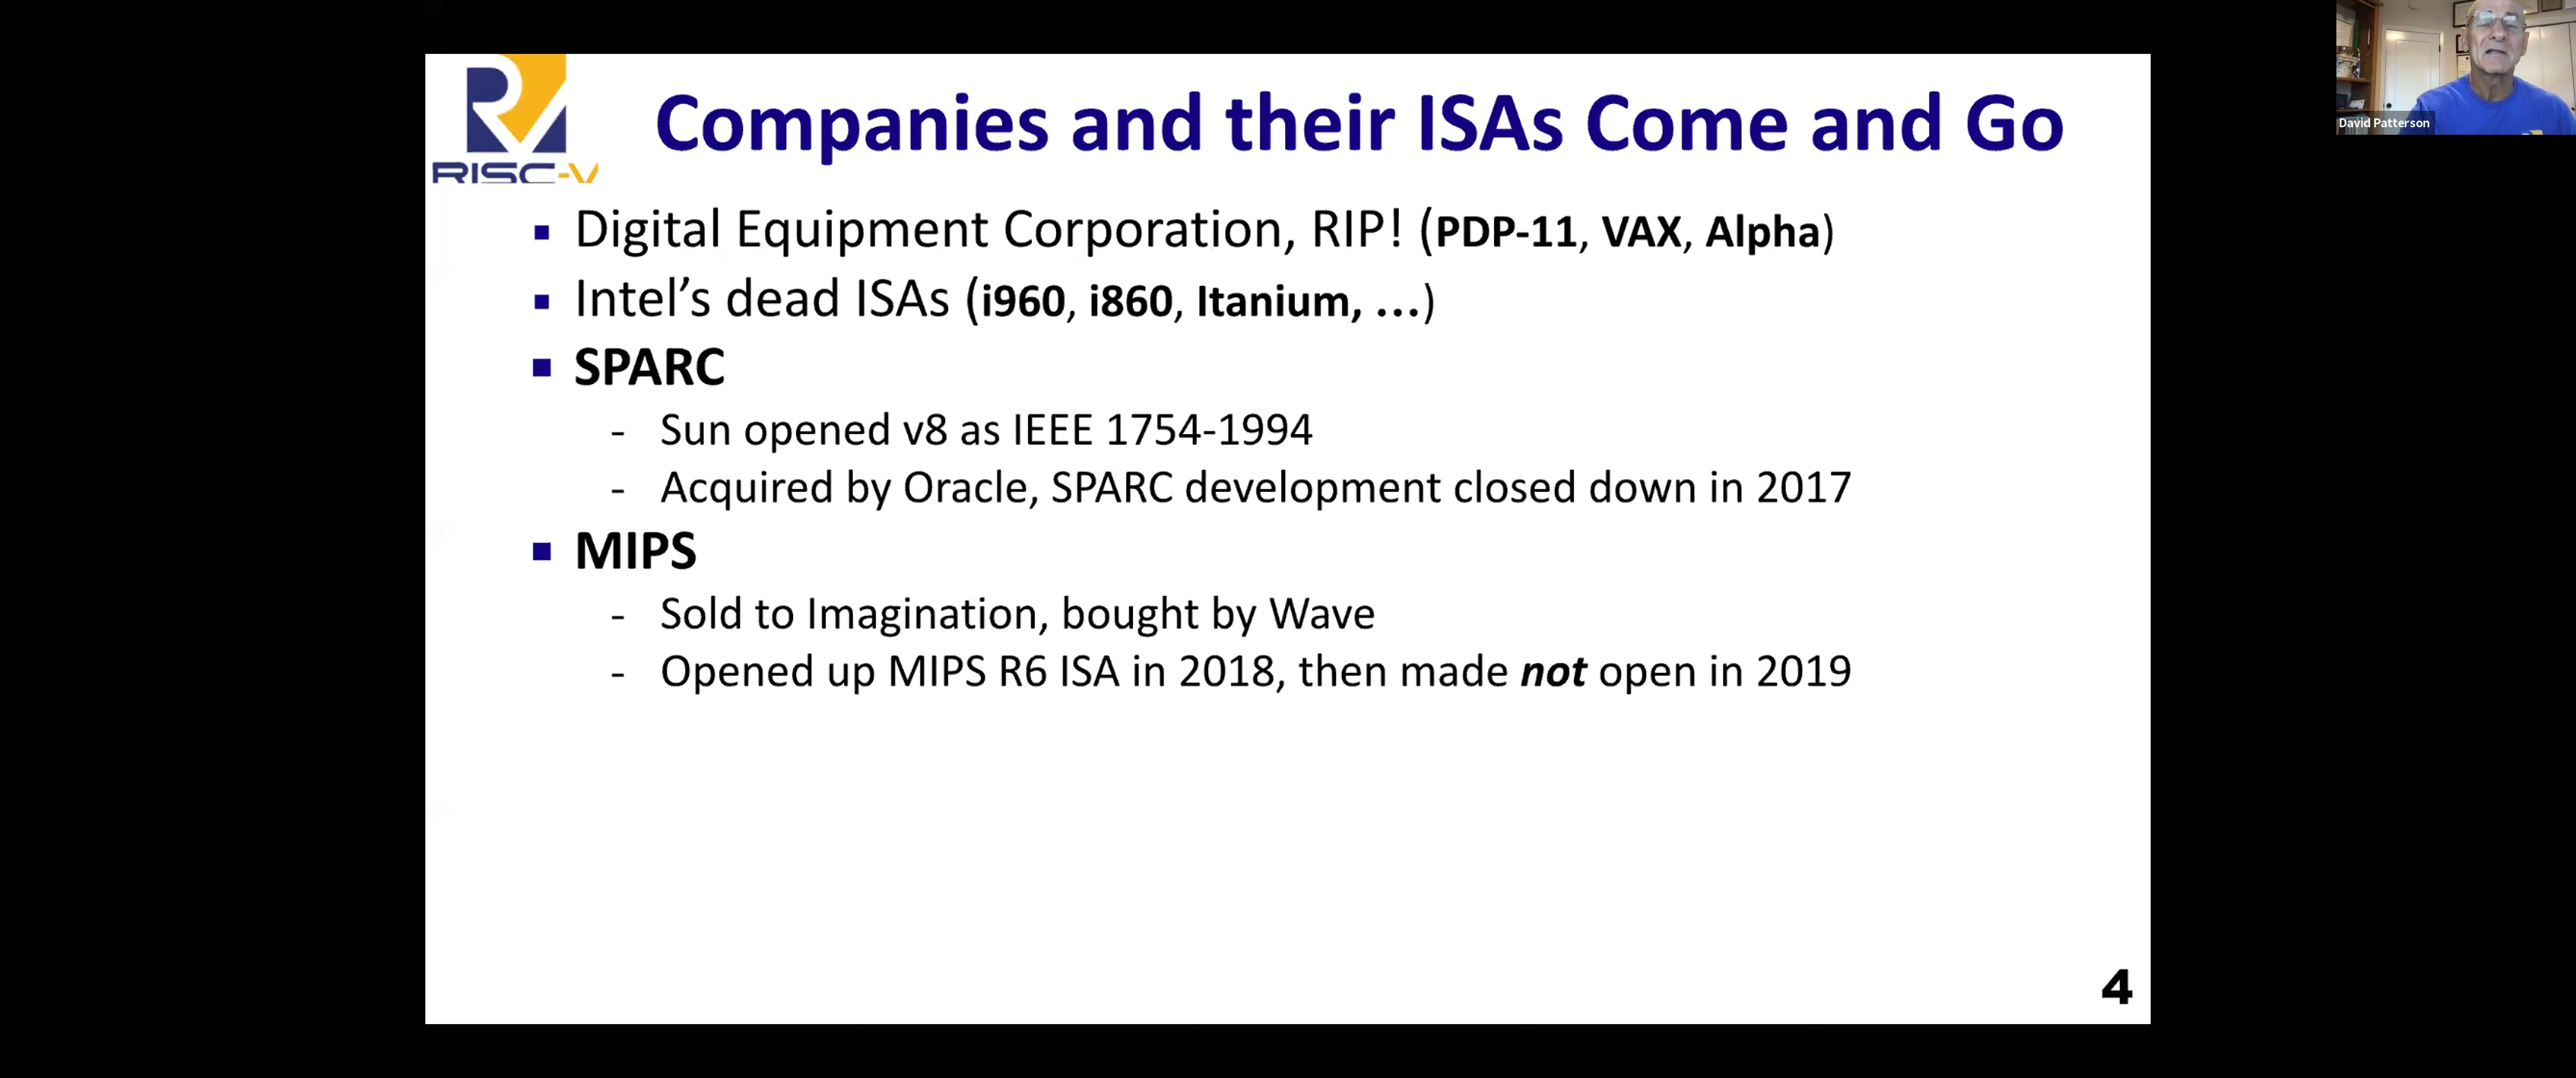 RISC-V
Companies and their ISAs Come and Go
▪ Digital Equipment Corporation, RIP! (PDP-11, VAX, Alpha)
▪ Intel’s dead ISAs (i960, i860, Itanium, ...)
▪ SPARC
- Sun opened v8 as IEEE 1754-1994
- Acquired by Oracle, SPARC development closed down in 2017
▪ MIPS
- Sold to Imagination, bought by Wave
- Opened up MIPS R6 ISA in 2018, then made not open in 2019
4
David Patterson